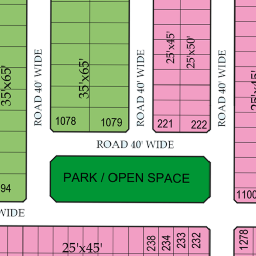 35'x65'
ROAD 40' WIDE
35'x65'
ROAD 40' WIDE
25'x45'
25'x50'
ROAD 40' WIDE
25'x45'
1078
1079
221
222
ROAD 40' WIDE
94
PARK / OPEN SPACE
1100
WIDE
25'x45'
238
234
233
232
1278